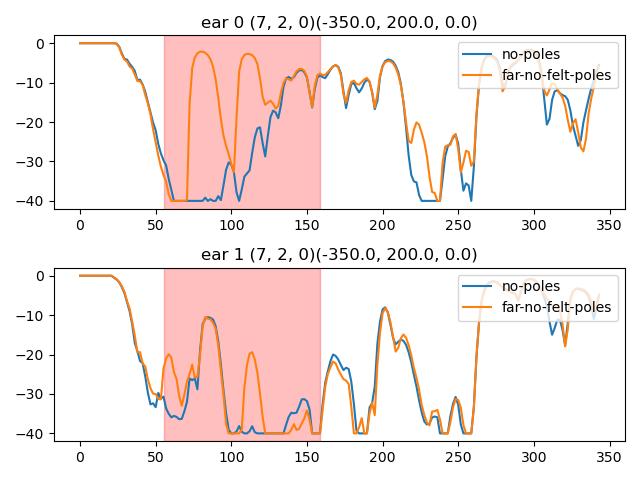 ear 0 (7, 2, 0)(-350.0, 200.0, 0.0)
0
−10
−20
−30
−40
no-poles
far-no-felt-poles
0 50 100 150 200 250 300 350
ear 1 (7, 2, 0)(-350.0, 200.0, 0.0)
0
−10
−20
−30
−40
no-poles
far-no-felt-poles
0 50 100 150 200 250 300 350